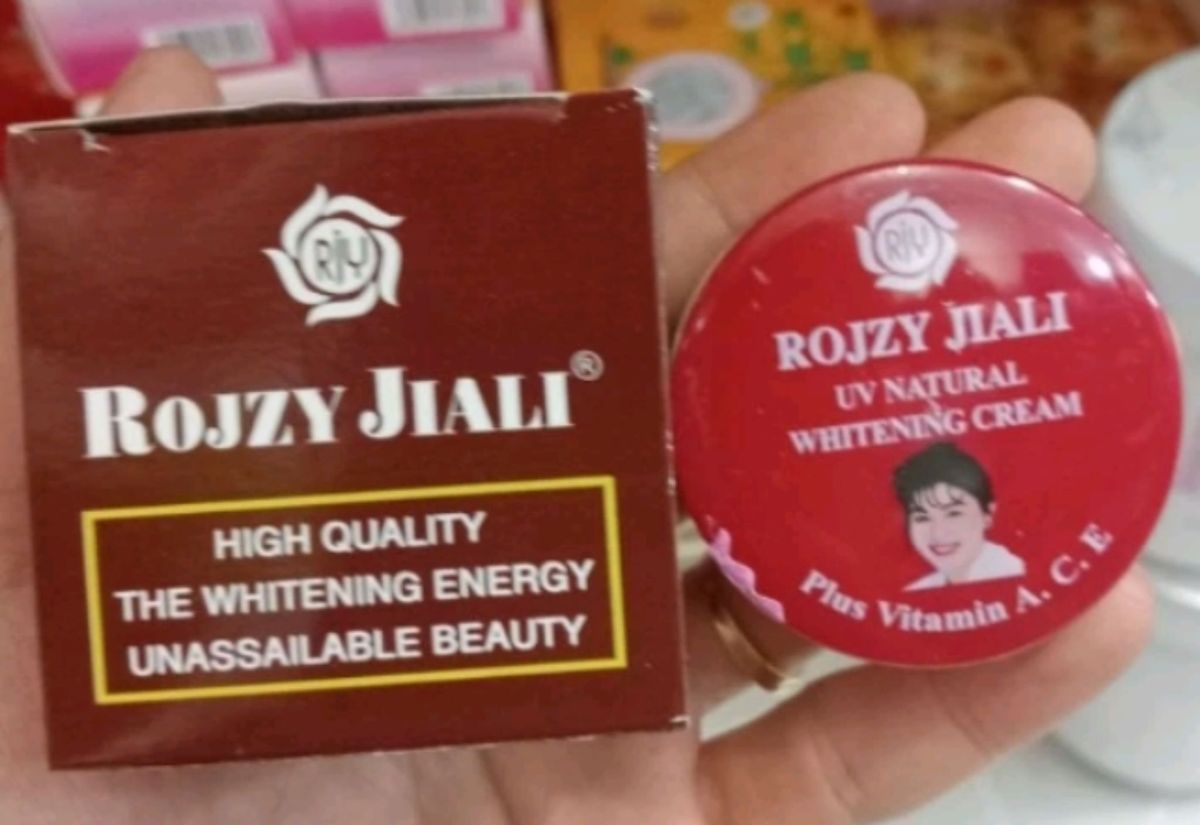 RJY
ROJZY JIALI®
HIGH QUALITY
THE WHITENING ENERGY
UNASSAILABLE BEAUTY
RJY
ROJZY JIALI
UV NATURAL
WHITENING CREAM
Plus Vitamin A. C. E